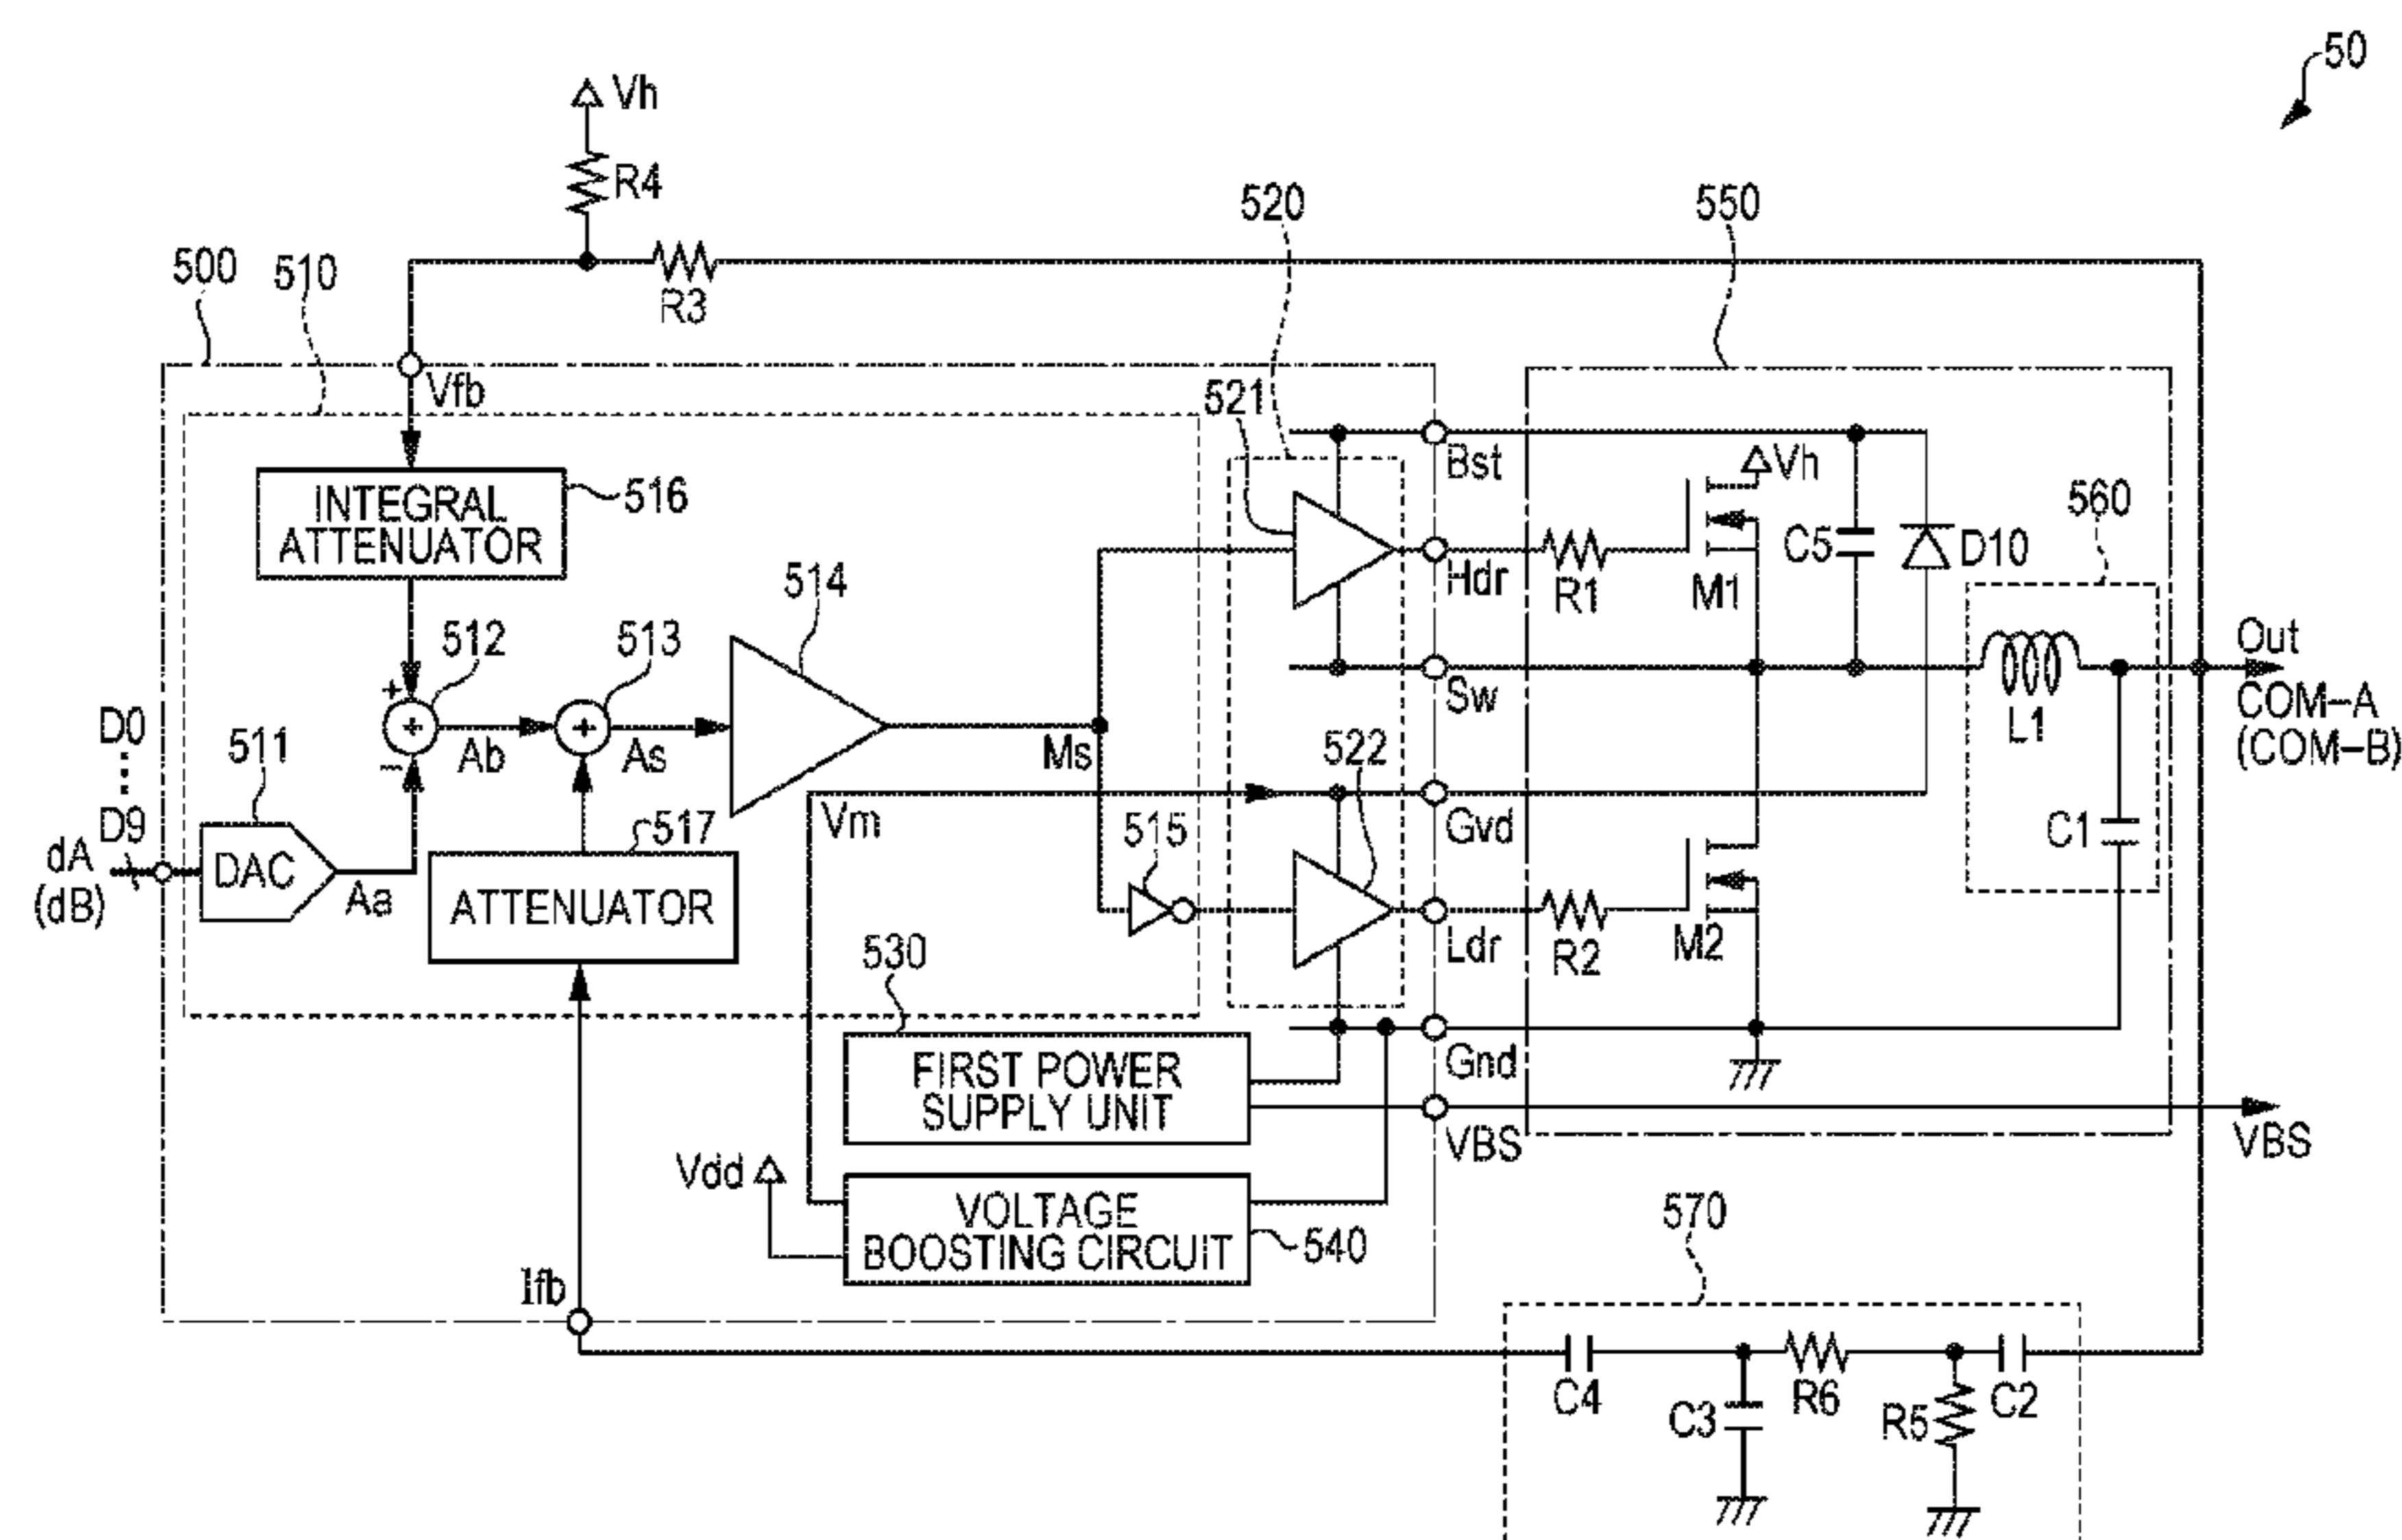 50
Vh
R4
520
550
500
510
R3
Vfb
521
Bst
Vh
INTEGRAL
ATTENUATOR
516
560
514
Hdr
R1
M1
C5
D10
512
513
Out
COM-A
(COM-B)
+
+
+
−
Sw
L1
D0
D9
511
Ab
As
Ms
522
Vm
Gvd
C1
517
515
dA
(dB)
DAC
Aa
ATTENUATOR
530
Ldr
R2
M2
FIRST POWER
SUPPLY UNIT
Gnd
VBS
VBS
Vdd
VOLTAGE
BOOSTING CIRCUIT
540
570
Ifb
C4
C3
R6
R5
C2